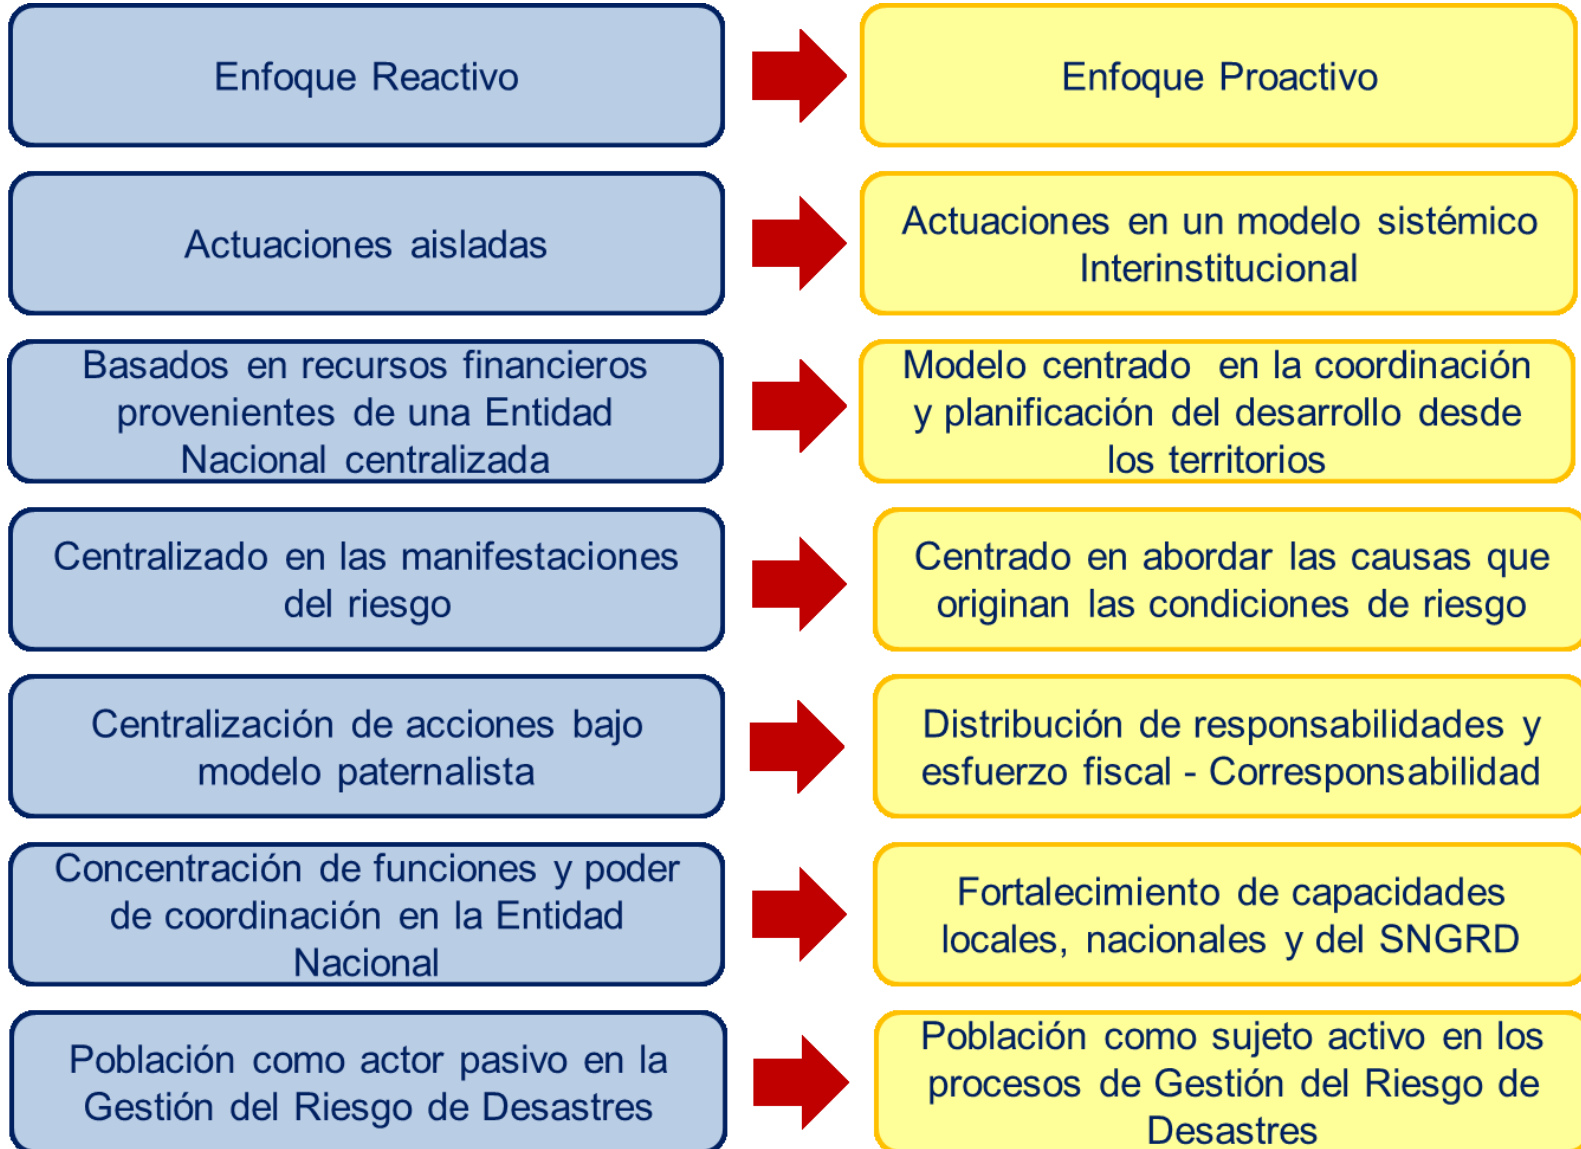 Enfoque Reactivo
Enfoque Proactivo
Actuaciones aisladas
Actuaciones en un modelo sistémico
Interinstitucional
Basados en recursos financieros
provenientes de una Entidad
Nacional centralizada
Modelo centrado en la coordinación
y planificación del desarrollo desde
los territorios
Centralizado en las manifestaciones
del riesgo
Centrado en abordar las causas que
originan las condiciones de riesgo
Centralización de acciones bajo
modelo paternalista
Distribución de responsabilidades y
esfuerzo fiscal - Corresponsabilidad
Concentración de funciones y poder
de coordinación en la Entidad
Nacional
Fortalecimiento de capacidades
locales, nacionales y del SNGRD
Población como actor pasivo en la
Gestión del Riesgo de Desastres
Población como sujeto activo en los
procesos de Gestión del Riesgo de
Desastres